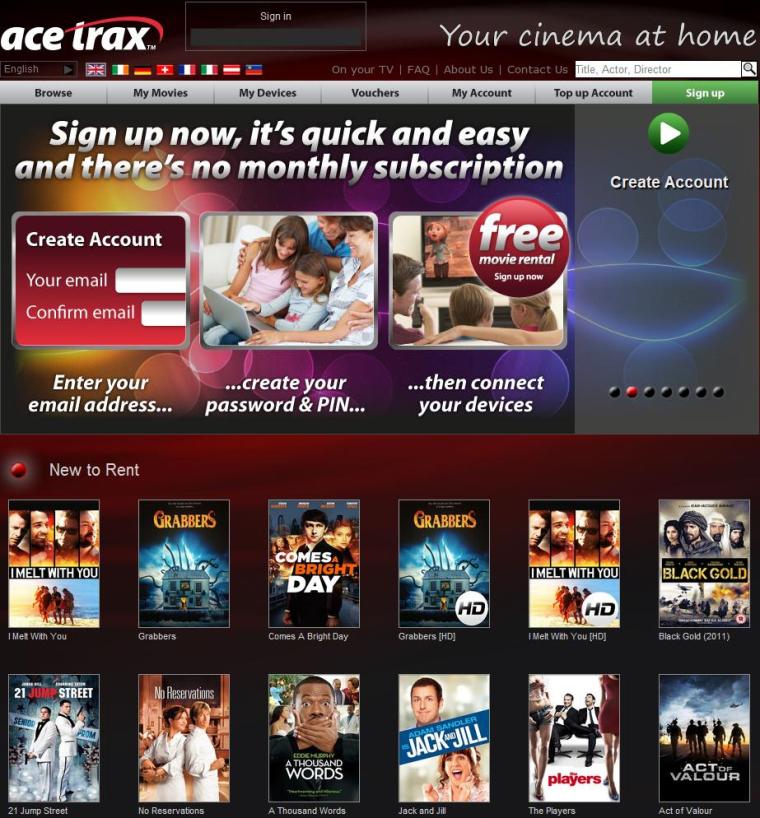 ace trax™
Sign in
Your cinema at home
English
On your TV | FAQ | About Us | Contact Us
Title, Actor, Director
Browse
My Movies
My Devices
Vouchers
My Account
Top up Account
Sign up
Sign up now, it's quick and easy
and there's no monthly subscription
Create Account
Your email
Confirm email
free
movie rental
Sign up now
Create Account
Enter your
email address...
...create your
password & PIN...
...then connect
your devices
New to Rent
I MELT WITH YOU
GRABBERS
COMES A
BRIGHT
DAY
GRABBERS
HD
I MELT WITH YOU
HD
BLACK GOLD
I Melt With You
Grabbers
Comes A Bright Day
Grabbers [HD]
I Melt With You [HD]
Black Gold (2011)
JONAH HILL CHANNING TATUM
21 JUMP STREET
SENIOR
PROM
No Reservations
EDDIE MURPHY
A THOUSAND
WORDS
ADAM SANDLER
IS JACK AND JILL
the players
ACT OF
VALOUR
21 Jump Street
No Reservations
A Thousand Words
Jack and Jill
The Players
Act of Valour